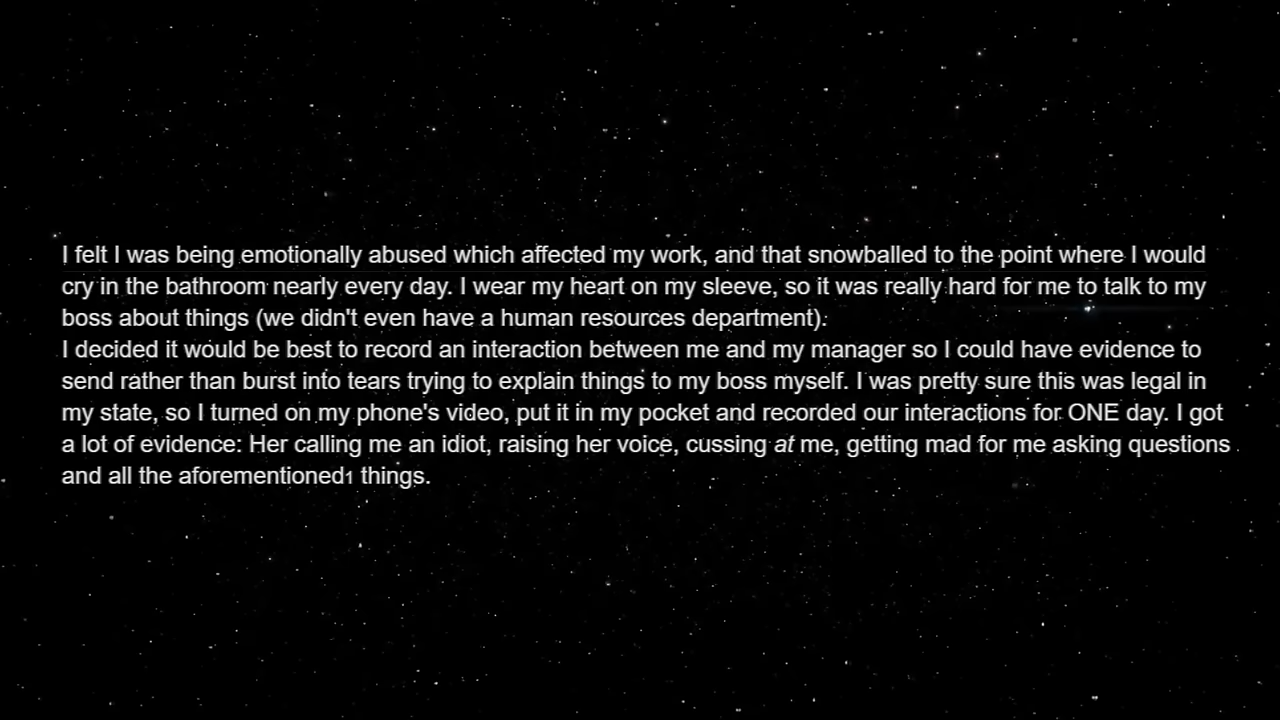 I felt I was being emotionally abused which affected my work, and that snowballed to the point where I would
cry in the bathroom nearly every day. I wear my heart on my sleeve, so it was really hard for me to talk to my
boss about things (we didn't even have a human resources department).
I decided it would be best to record an interaction between me and my manager so I could have evidence to
send rather than burst into tears trying to explain things to my boss myself. I was pretty sure this was legal in
my state, so I turned on my phone's video, put it in my pocket and recorded our interactions for ONE day. I got
a lot of evidence: Her calling me an idiot, raising her voice, cussing at me, getting mad for me asking questions
and all the aforementioned1 things.